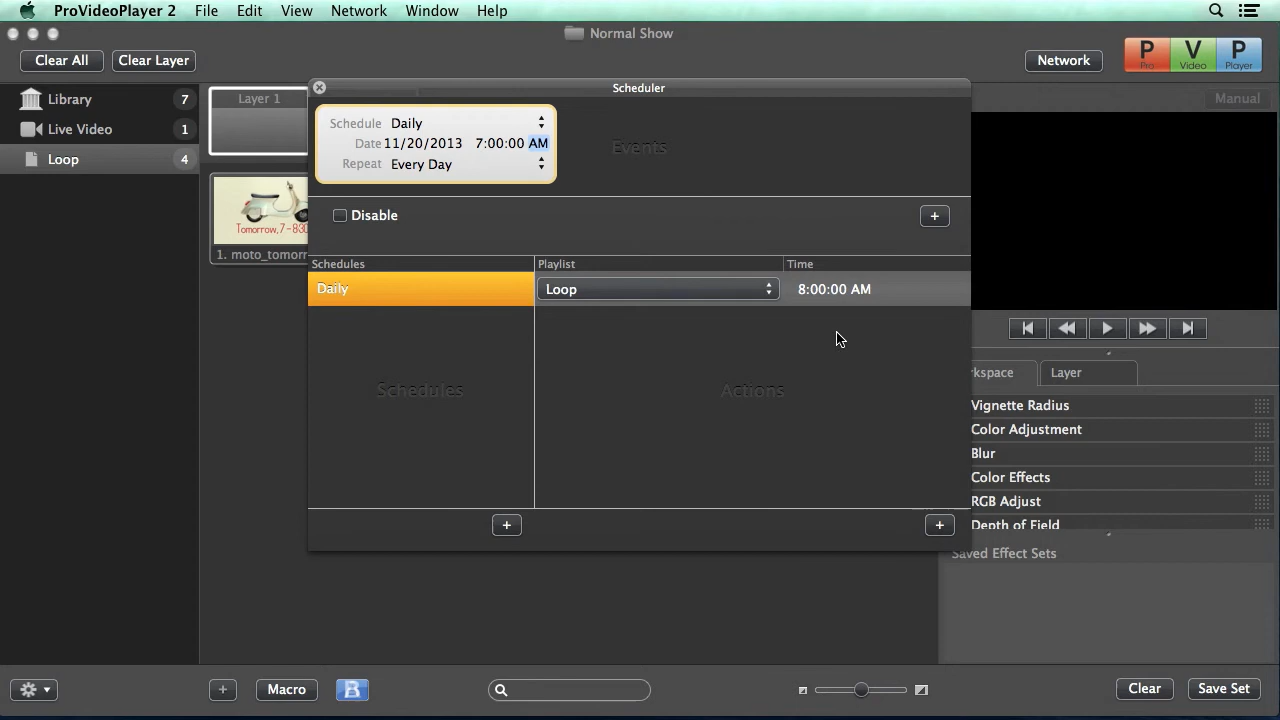 ProVideoPlayer 2 File Edit View Network Window Help
Normal Show
Clear All Clear Layer Network
P Pro V Video P Player
Scheduler
Manual
Library 7
Live Video 1
Loop 4
Layer 1
Schedule Daily
Date 11/20/2013 7:00:00 AM
Repeat Every Day
Events
Disable +
Tomorrow, 7-830
1. moto_tomorr
Schedules Playlist Time
Daily Loop 8:00:00 AM
Schedules Actions
+ +
rkspace Layer
Vignette Radius
Color Adjustment
Blur
Color Effects
RGB Adjust
Depth of Field
Saved Effect Sets
+ Macro B Clear Save Set